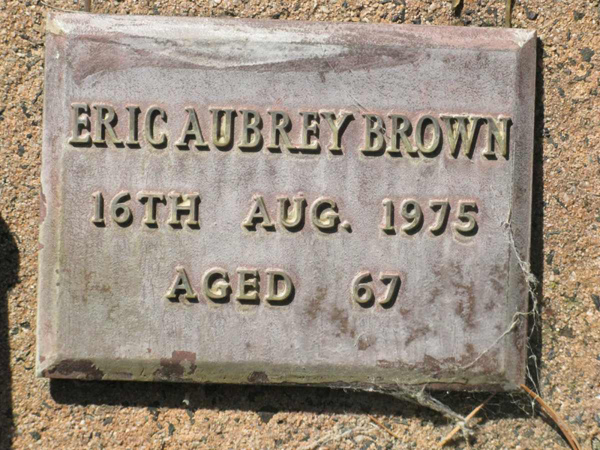 ERIC AUBREY BROWN
16TH AUG. 1975
AGED 67